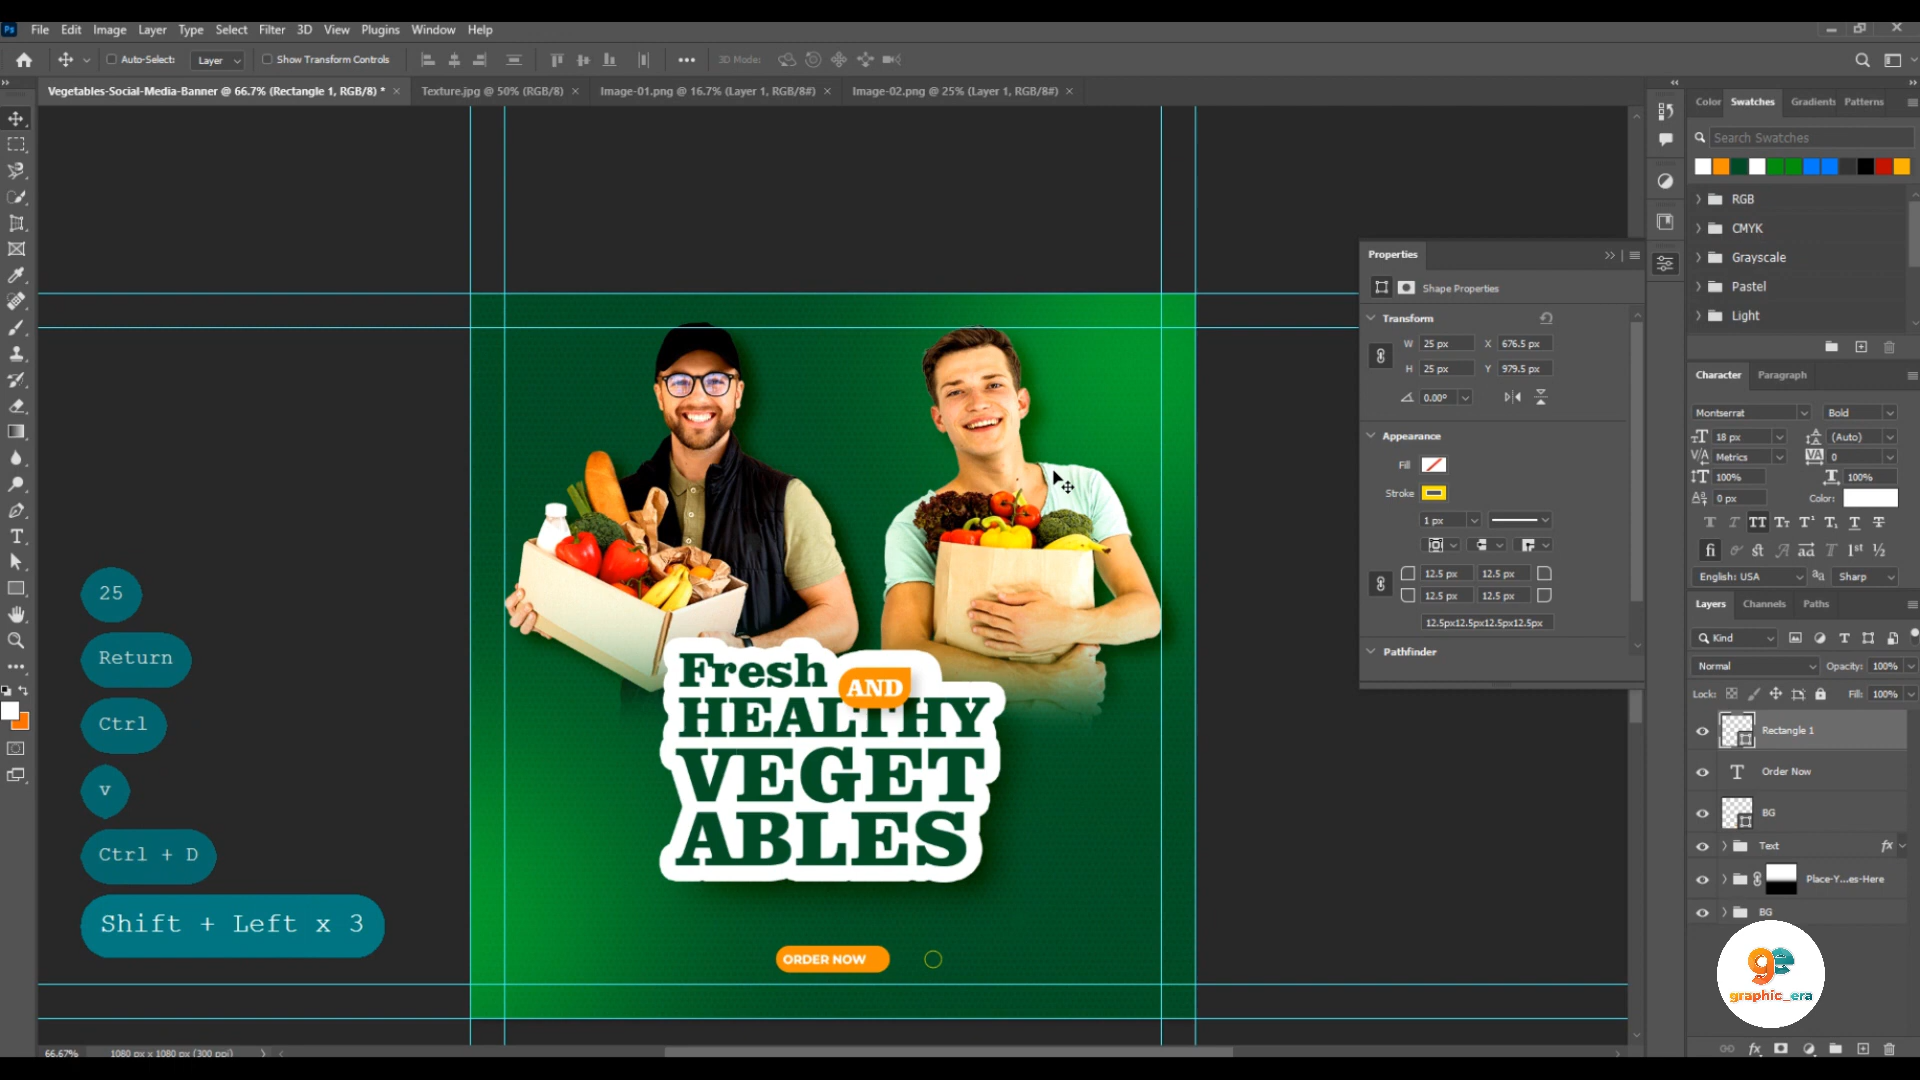 Ps File Edit Image Layer Type Select Filter 3D View Plugins Window Help
Auto-Select: Layer Show Transform Controls 3D Mode:
Vegetables-Social-Media-Banner @ 66.7% (Rectangle 1, RGB/8) * Texture.jpg @ 50% (RGB/8) Image-01.png @ 16.7% (Layer 1, RGB/8#) Image-02.png @ 25% (Layer 1, RGB/8#)
Color Swatches Gradients Patterns
Search Swatches
RGB
CMYK
Grayscale
Pastel
Light
Properties
Shape Properties
Transform
W 25 px X 676.5 px
H 25 px Y 979.5 px
0.00°
Appearance
Fill
Stroke
1 px
12.5 px 12.5 px
12.5 px 12.5 px
12.5px12.5px12.5px12.5px
Pathfinder
Character Paragraph
Montserrat Bold
18 px (Auto)
Metrics 0
100% 100%
0 px Color:
English: USA Sharp
Layers Channels Paths
Kind
Normal Opacity: 100%
Lock: Fill: 100%
Rectangle 1
Order Now
BG
Text fx
Place-Y...es-Here
BG
25
Return
Ctrl
v
Ctrl + D
Shift + Left x 3
Fresh
AND
HEALTHY
VEGET
ABLES
ORDER NOW
ge
graphic_era
66.67% 1080 px x 1080 px (300 ppi)